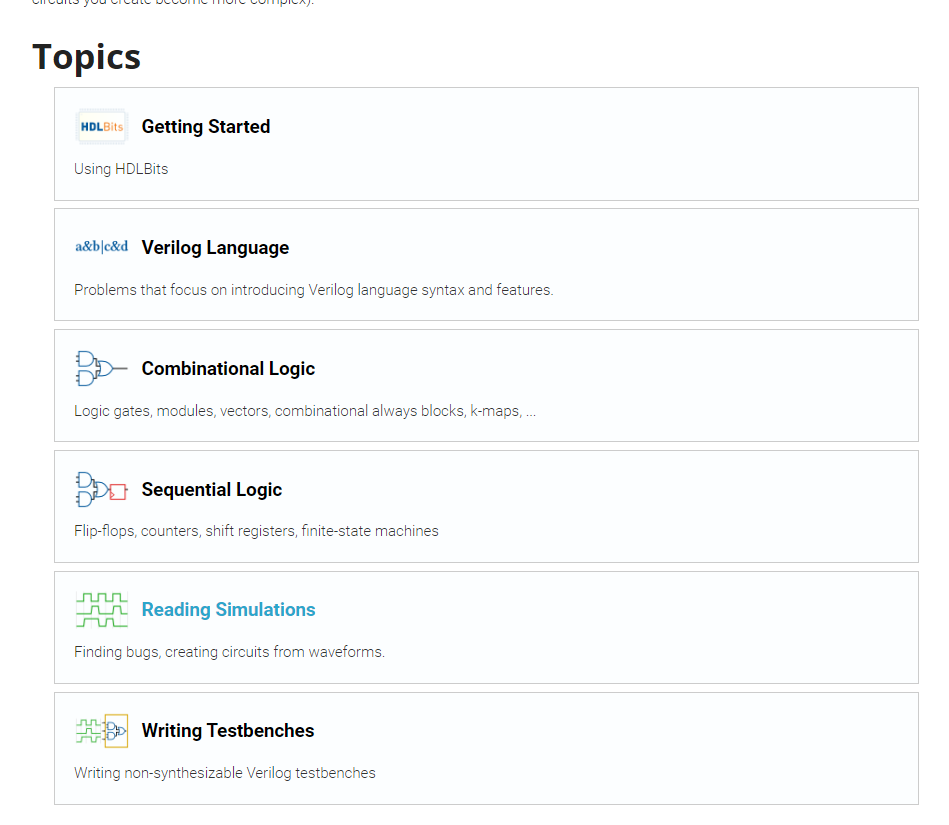 circuits you create become more complex).
Topics
HDLBits
Getting Started
Using HDLBits
a&b|c&d
Verilog Language
Problems that focus on introducing Verilog language syntax and features.
Combinational Logic
Logic gates, modules, vectors, combinational always blocks, k-maps, ...
Sequential Logic
Flip-flops, counters, shift registers, finite-state machines
Reading Simulations
Finding bugs, creating circuits from waveforms.
Writing Testbenches
Writing non-synthesizable Verilog testbenches